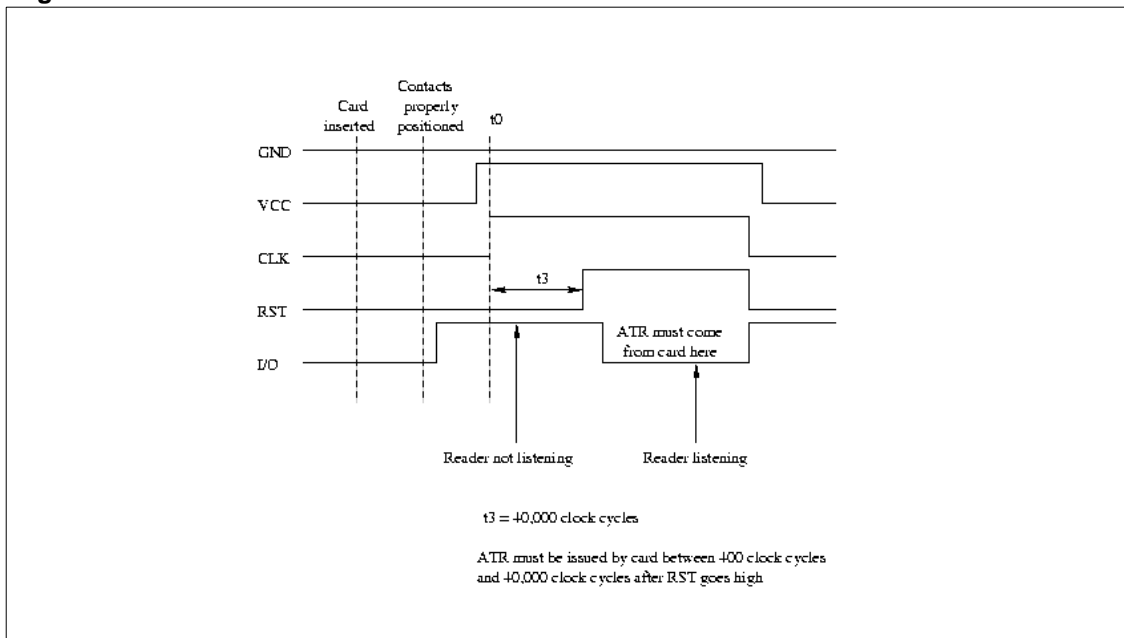 Card
inserted
Contacts
properly
positioned
t0
GND
VCC
CLK
t3
RST
ATR must come
from card here
I/O
Reader not listening
Reader listening
t3 = 40,000 clock cycles
ATR must be issued by card between 400 clock cycles
and 40,000 clock cycles after RST goes high